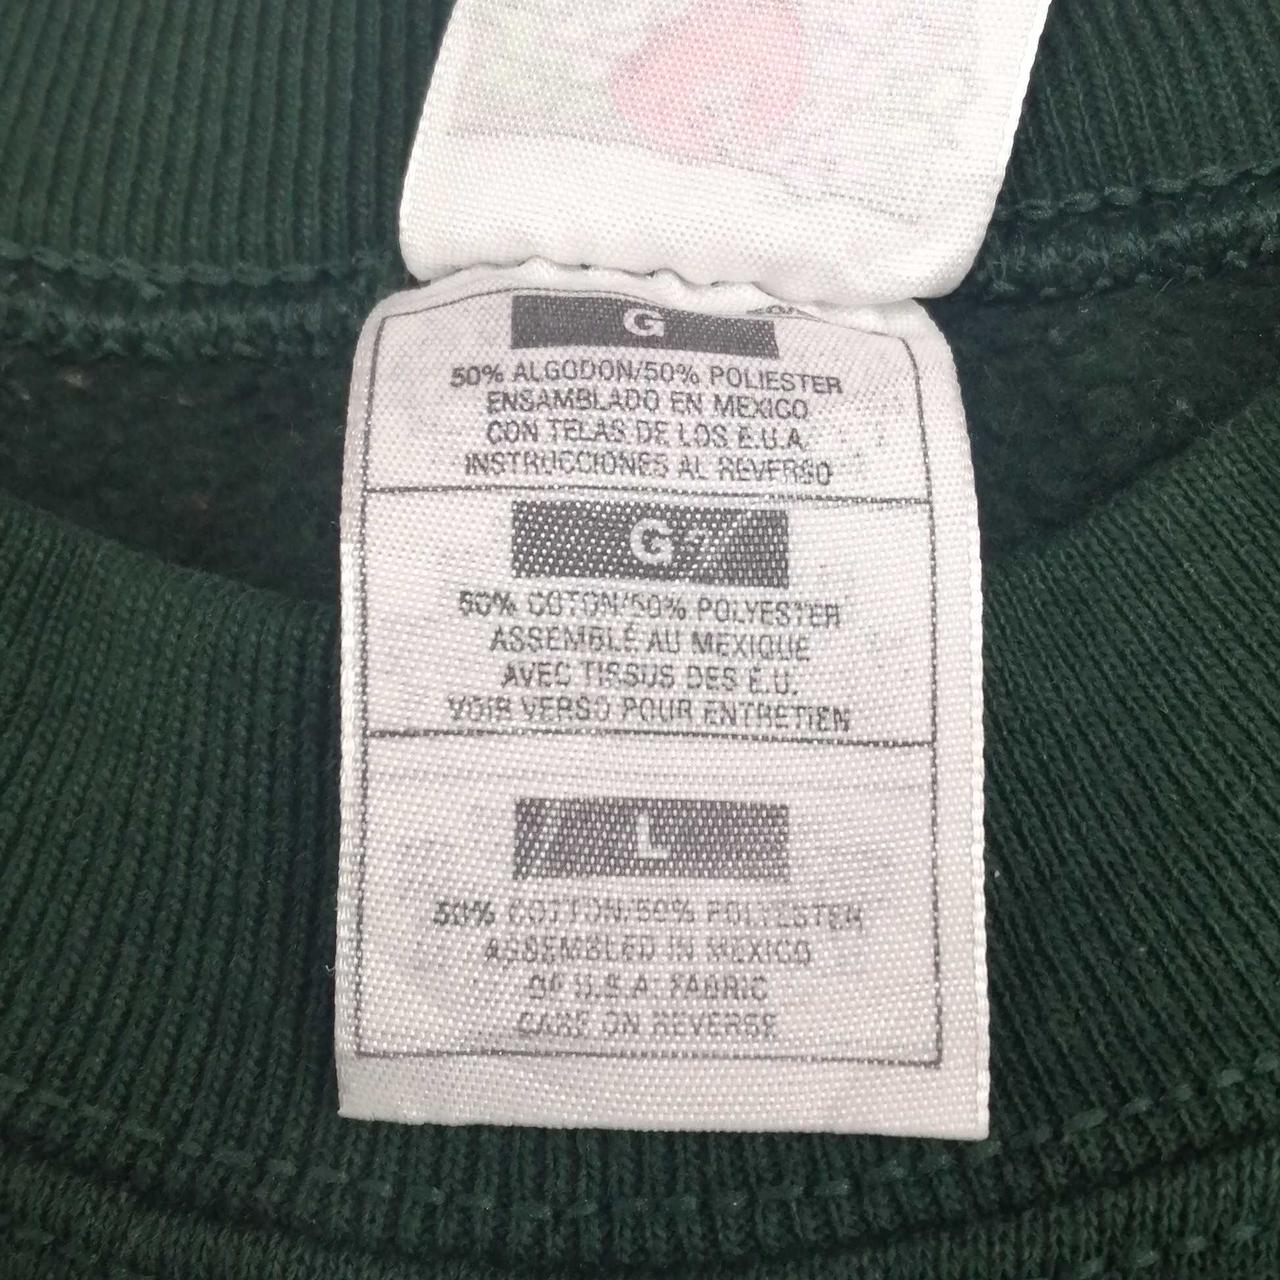 G
50% ALGODON/50% POLIESTER
ENSAMBLADO EN MEXICO
CON TELAS DE LOS E.U.A.
INSTRUCCIONES AL REVERSO
G
50% COTON/50% POLYESTER
ASSEMBLÉ AU MEXIQUE
AVEC TISSUS DES É.U.
VOIR VERSO POUR ENTRETIEN
L
50% COTTON/50% POLYESTER
ASSEMBLED IN MEXICO
OF U.S.A. FABRIC
CARE ON REVERSE